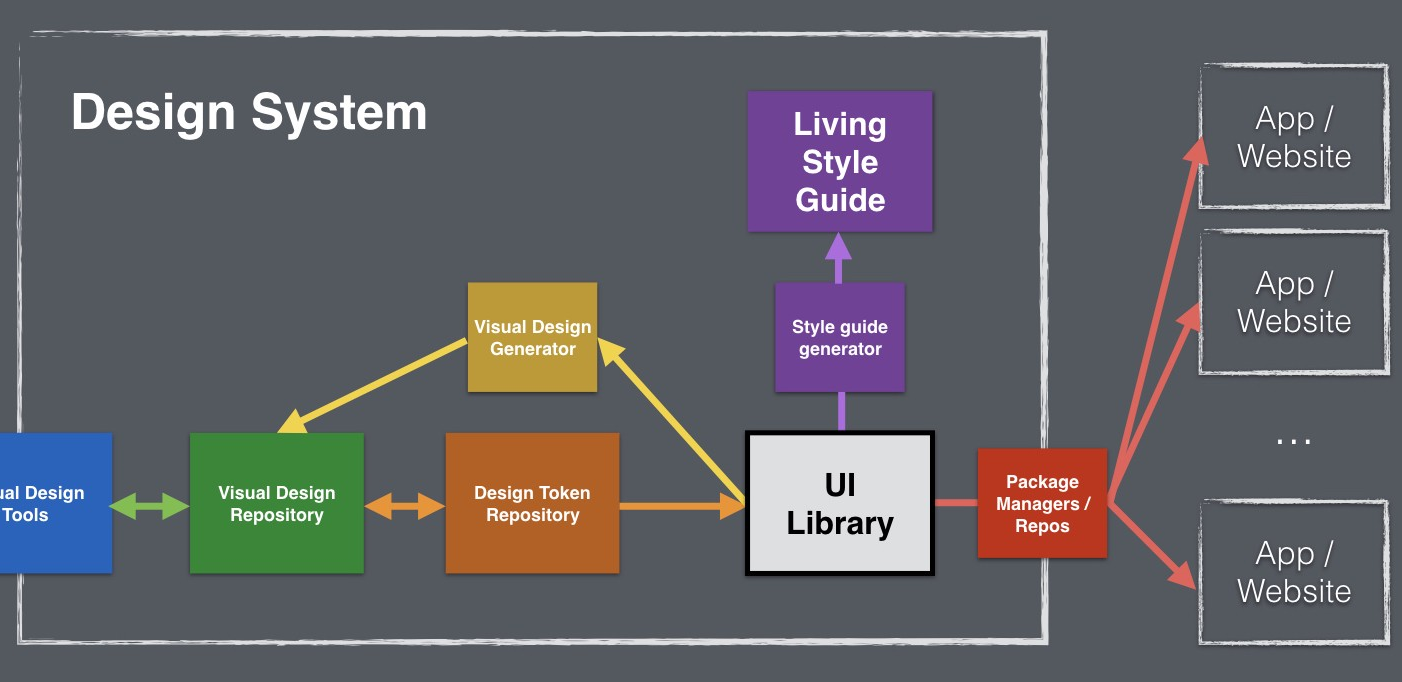 Design System
Living
Style
Guide
App /
Website
Visual Design
Generator
Style guide
generator
App /
Website
...
Design
Tools
Visual Design
Repository
Design Token
Repository
UI
Library
Package
Managers /
Repos
App /
Website